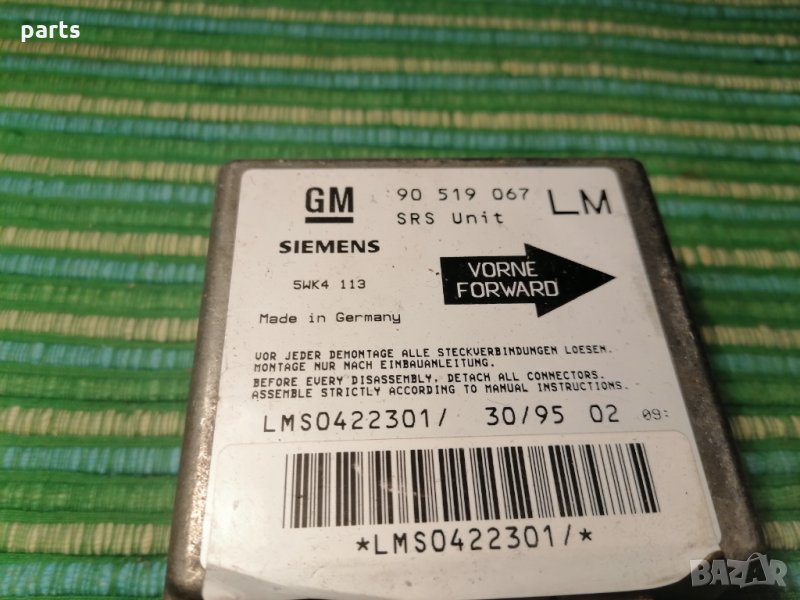 parts
GM 90 519 067 LM
SRS Unit
SIEMENS
VORNE
FORWARD
5WK4 113
Made in Germany
VOR JEDER DEMONTAGE ALLE STECKVERBINDUNGEN LOESEN.
MONTAGE NUR NACH EINBAUANLEITUNG.
BEFORE EVERY DISASSEMBLY, DETACH ALL CONNECTORS.
ASSEMBLE STRICTLY ACCORDING TO MANUAL INSTRUCTIONS.
LMS0422301/ 30/95 02 09:
*LMS0422301/*
BAZAR